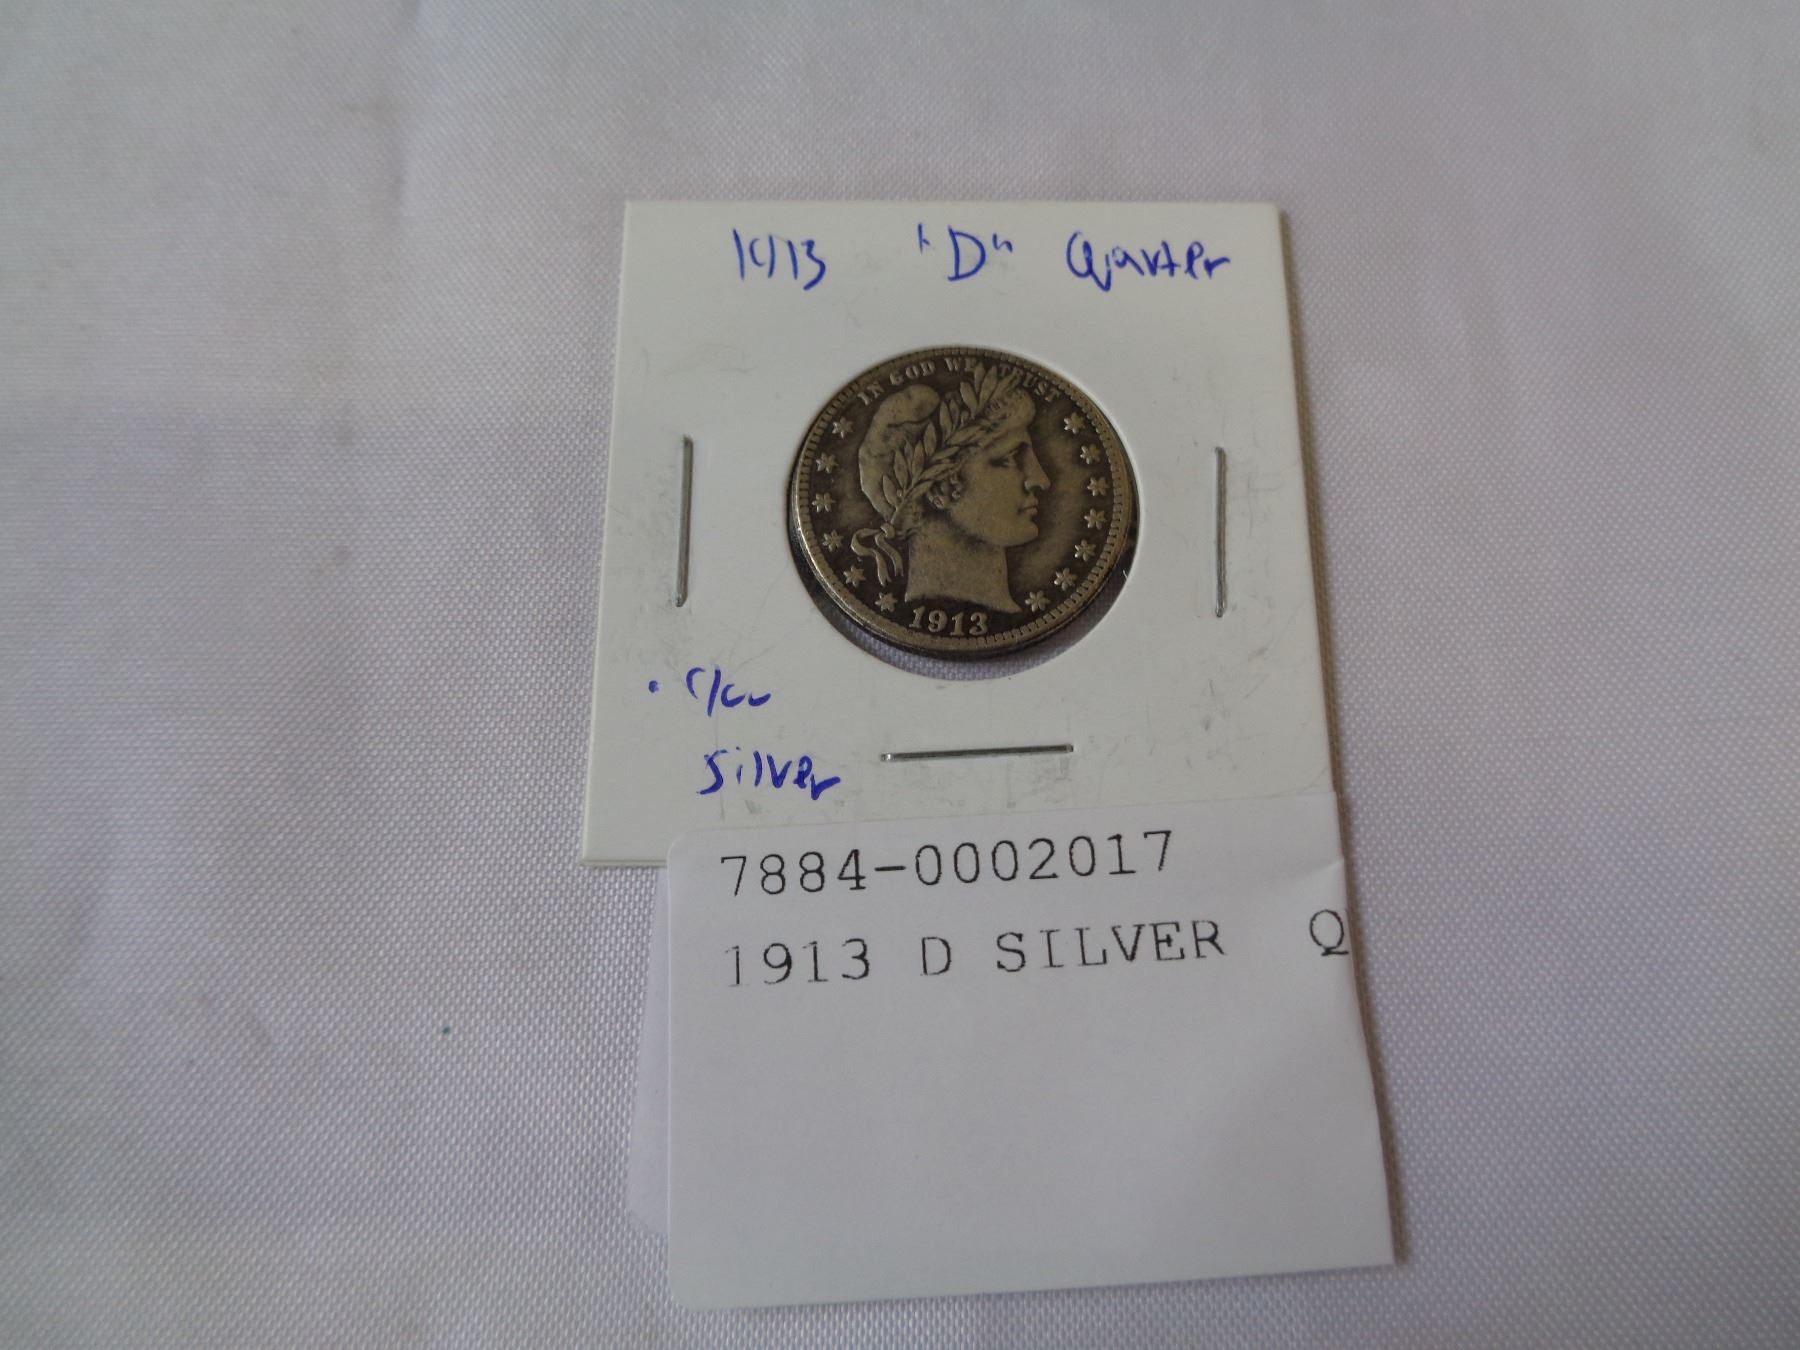 1913 "D" Quarter
IN GOD WE TRUST
1913
silver
7884-0002017
1913 D SILVER Q